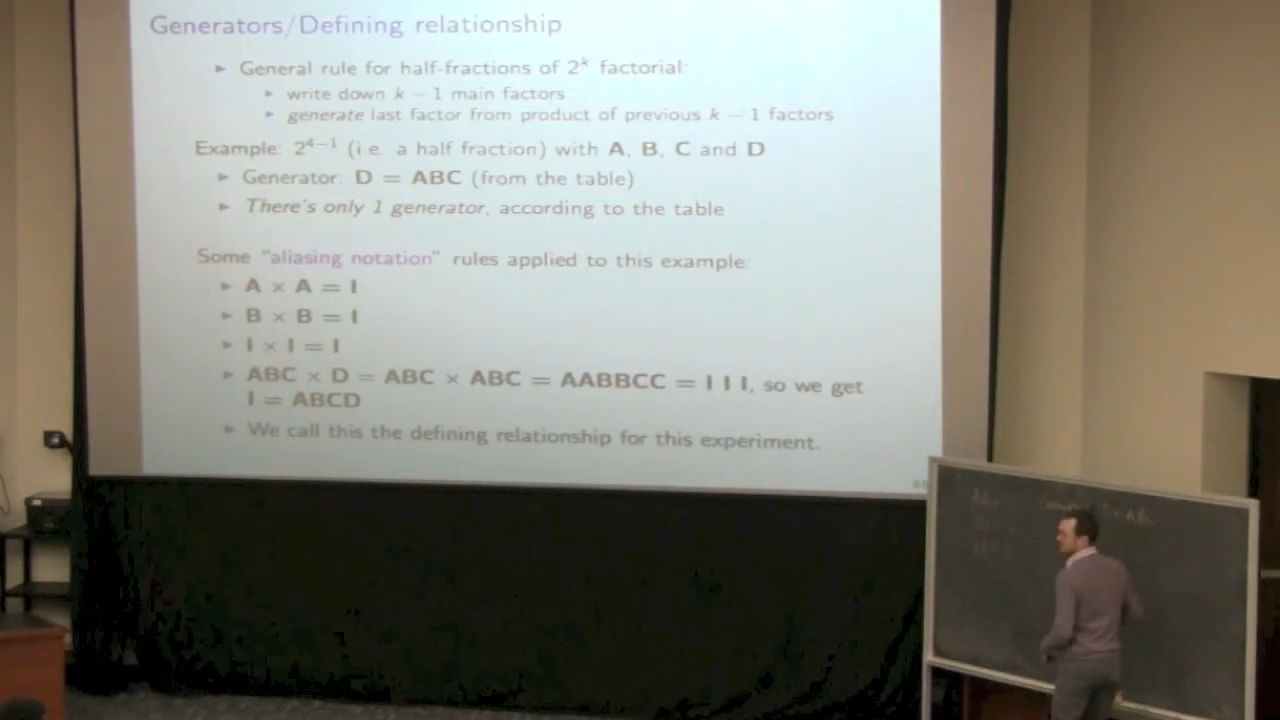 Generators/Defining relationship
► General rule for half-fractions of 2ᵏ factorial:
► write down k − 1 main factors
► generate last factor from product of previous k − 1 factors
Example: 2⁴⁻¹ (i.e. a half fraction) with A, B, C and D
► Generator: D = ABC (from the table)
► There's only 1 generator, according to the table
Some "aliasing notation" rules applied to this example:
► A × A = I
► B × B = I
► I × I = I
► ABC × D = ABC × ABC = AABBCC = I I I, so we get
I = ABCD
► We call this the defining relationship for this experiment.